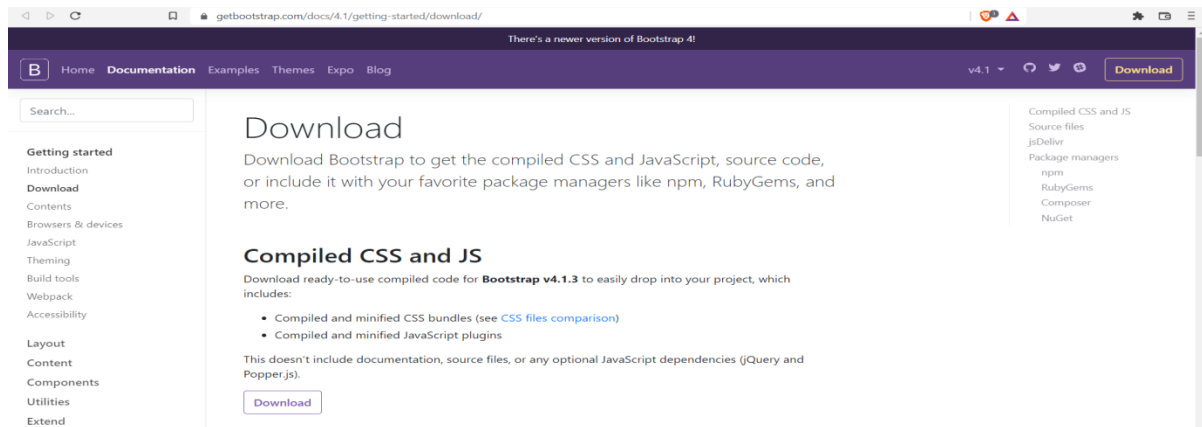 getbootstrap.com/docs/4.1/getting-started/download/
There's a newer version of Bootstrap 4!
B Home Documentation Examples Themes Expo Blog v4.1 Download
Search...
Getting started
Introduction
Download
Contents
Browsers & devices
JavaScript
Theming
Build tools
Webpack
Accessibility
Layout
Content
Components
Utilities
Extend
Download
Download Bootstrap to get the compiled CSS and JavaScript, source code,
or include it with your favorite package managers like npm, RubyGems, and
more.
Compiled CSS and JS
Download ready-to-use compiled code for Bootstrap v4.1.3 to easily drop into your project, which
includes:
• Compiled and minified CSS bundles (see CSS files comparison)
• Compiled and minified JavaScript plugins
This doesn't include documentation, source files, or any optional JavaScript dependencies (jQuery and
Popper.js).
Download
Compiled CSS and JS
Source files
jsDelivr
Package managers
npm
RubyGems
Composer
NuGet